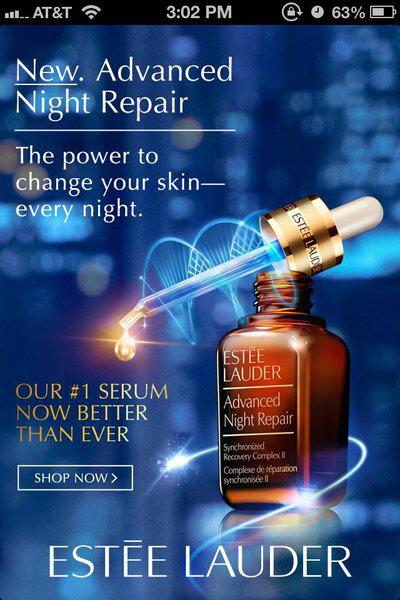 AT&T 3:02 PM 63%
New. Advanced
Night Repair
The power to
change your skin—
every night.
ESTĒE LAUDER
ESTĒE
LAUDER
Advanced
Night Repair
Synchronized
Recovery Complex II
Complexe de réparation
synchronisée II
OUR #1 SERUM
NOW BETTER
THAN EVER
SHOP NOW >
ESTĒE LAUDER